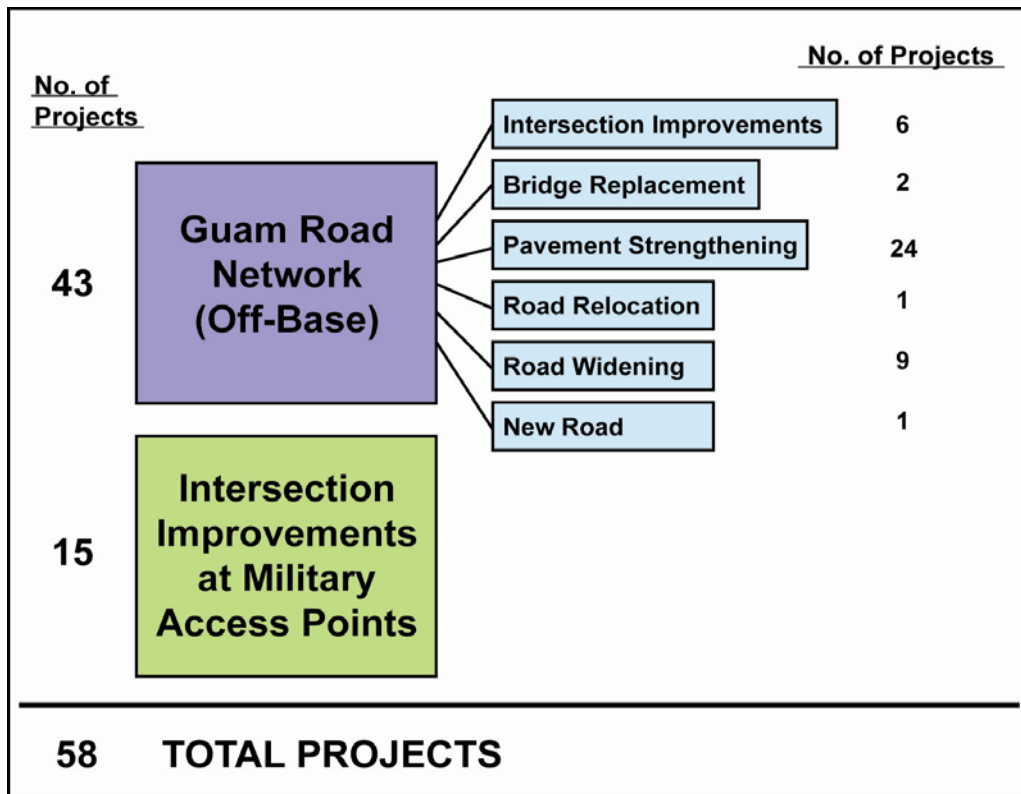 No. of Projects
No. of
Projects
43
Guam Road
Network
(Off-Base)
Intersection Improvements 6
Bridge Replacement 2
Pavement Strengthening 24
Road Relocation 1
Road Widening 9
New Road 1
15
Intersection
Improvements
at Military
Access Points
58 TOTAL PROJECTS